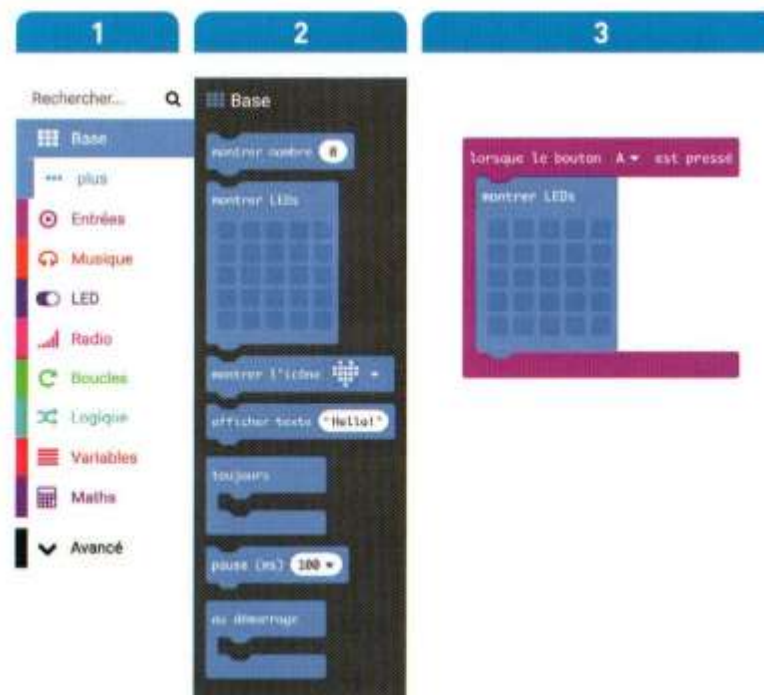 1
2
3
Rechercher...
Base
plus
Entrées
Musique
LED
Radio
Boucles
Logique
Variables
Maths
Avancé
Base
montrer nombre 0
montrer LEDs
montrer l'icône
afficher texte "Hello!"
toujours
pause (ms) 100
au démarrage
lorsque le bouton A est pressé
montrer LEDs